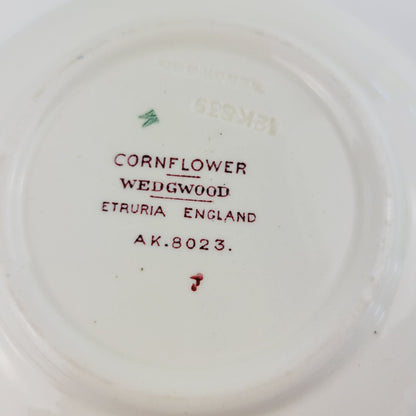 CORNFLOWER
WEDGWOOD
ETRURIA ENGLAND
AK.8023.
J